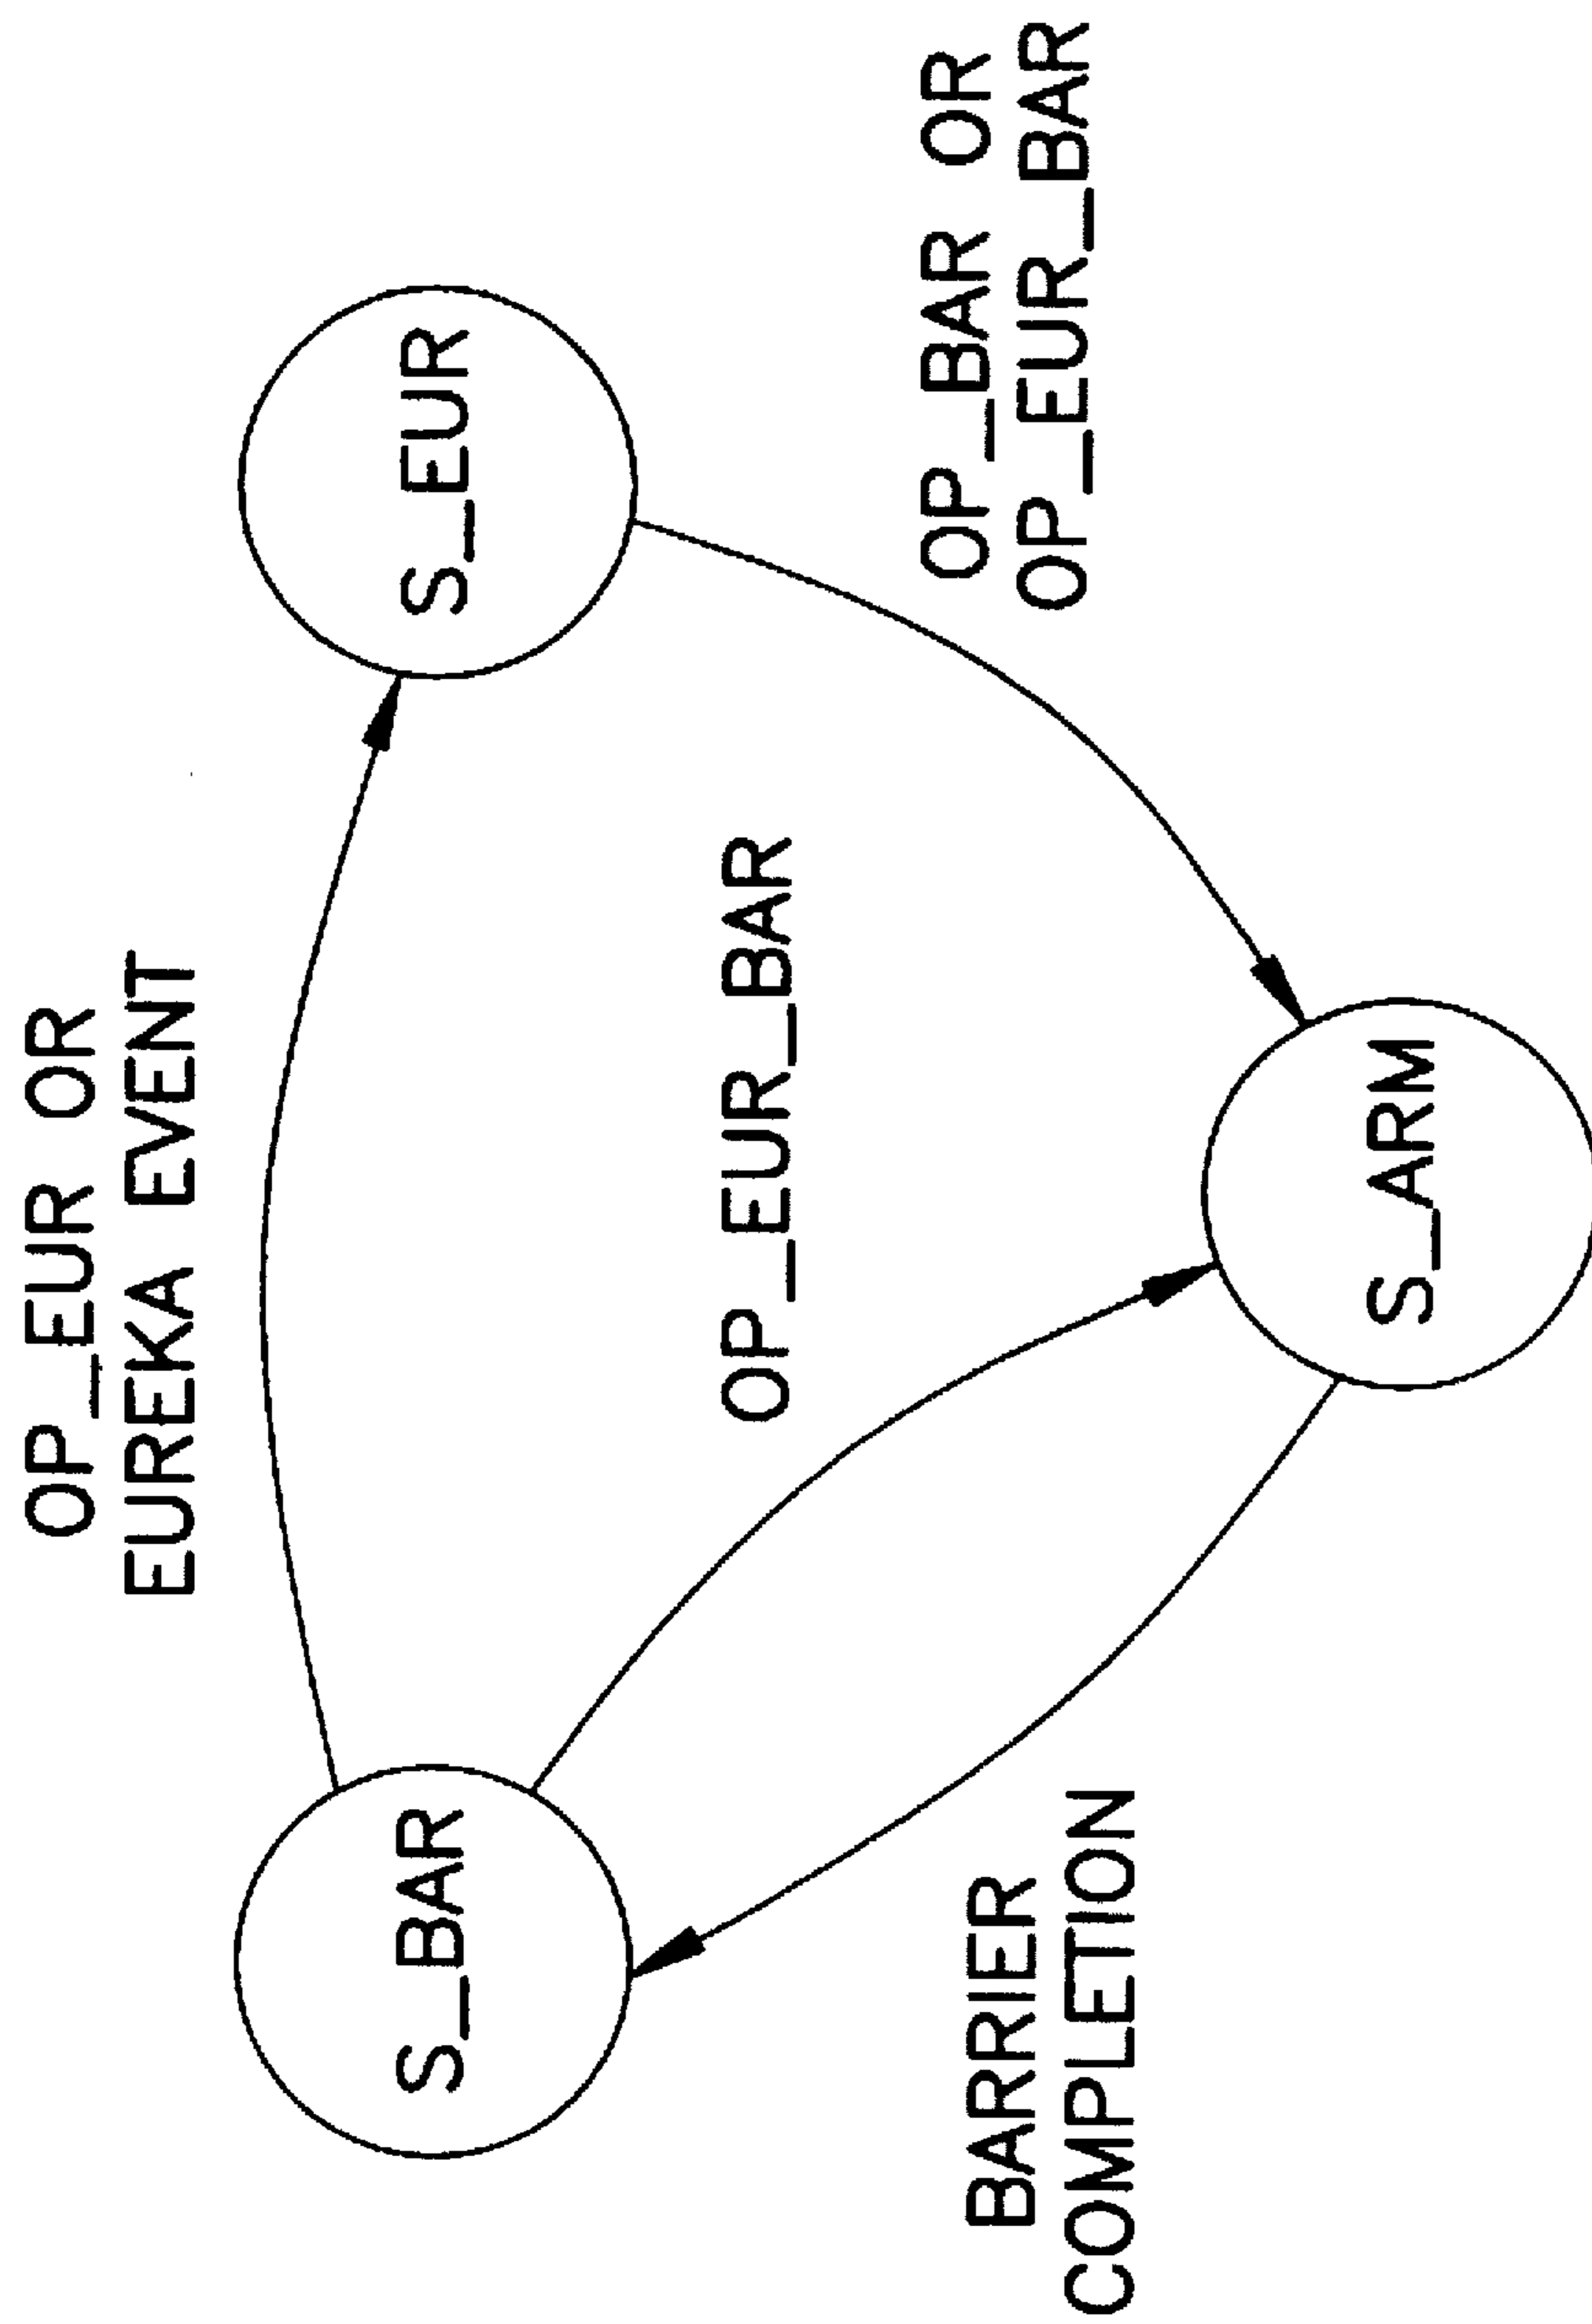 OP_EUR OR
EUREKA EVENT
S_BAR
S_EUR
OP_EUR_BAR
OP_BAR OR
OP_EUR_BAR
BARRIER
COMPLETION
S_ARM